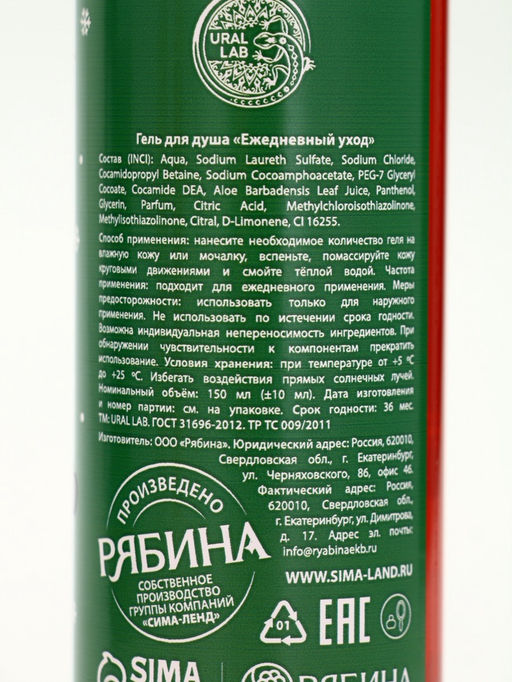 URAL
LAB
Гель для душа «Ежедневный уход»
Состав (INCI): Aqua, Sodium Laureth Sulfate, Sodium Chloride,
Cocamidopropyl Betaine, Sodium Cocoamphoacetate, PEG-7 Glyceryl
Cocoate, Cocamide DEA, Aloe Barbadensis Leaf Juice, Panthenol,
Glycerin, Parfum, Citric Acid, Methylchloroisothiazolinone,
Methylisothiazolinone, Citral, D-Limonene, CI 16255.
Способ применения: нанесите необходимое количество геля на
влажную кожу или мочалку, вспеньте, помассируйте кожу
круговыми движениями и смойте тёплой водой. Частота
применения: подходит для ежедневного применения. Меры
предосторожности: использовать только для наружного
применения. Не использовать по истечении срока годности.
Возможна индивидуальная непереносимость ингредиентов. При
обнаружении чувствительности к компонентам прекратить
использование. Условия хранения: при температуре от +5 °C
до +25 °C. Избегать воздействия прямых солнечных лучей.
Номинальный объём: 150 мл (±10 мл). Дата изготовления
и номер партии: см. на упаковке. Срок годности: 36 мес.
ТМ: URAL LAB. ГОСТ 31696-2012. ТР ТС 009/2011
Изготовитель: ООО «Рябина». Юридический адрес: Россия, 620010,
Свердловская обл., г. Екатеринбург,
ул. Черняховского, 86, офис 46.
Фактический адрес: Россия,
620010, Свердловская обл.,
г. Екатеринбург, ул. Димитрова,
д. 17. Адрес эл. почты:
info@ryabinaekb.ru
ПРОИЗВЕДЕНО
РЯБИНА
СОБСТВЕННОЕ
ПРОИЗВОДСТВО
ГРУППЫ КОМПАНИЙ
«СИМА-ЛЕНД»
WWW.SIMA-LAND.RU
01
EAC
SIMA
РЯБИНА